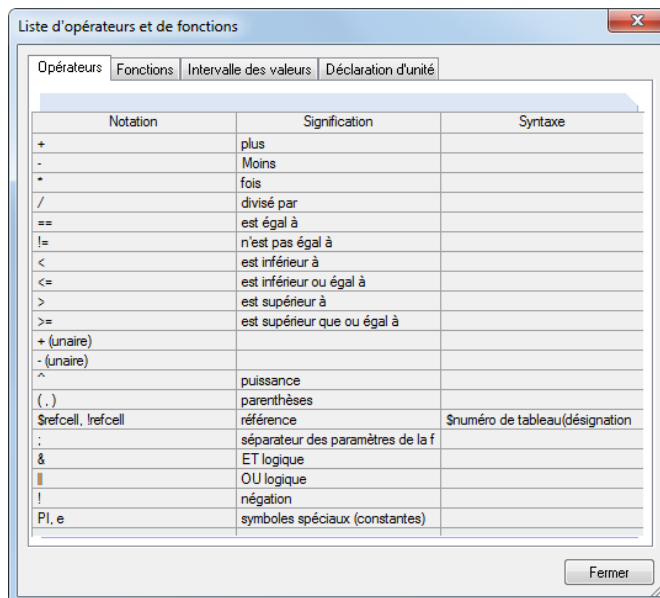 Liste d'opérateurs et de fonctions
Opérateurs Fonctions Intervalle des valeurs Déclaration d'unité
Notation Signification Syntaxe
+ plus
- Moins
* fois
/ divisé par
== est égal à
!= n'est pas égal à
< est inférieur à
<= est inférieur ou égal à
> est supérieur à
>= est supérieur que ou égal à
+ (unaire)
- (unaire)
^ puissance
( , ) parenthèses
$refcell, !refcell référence $numéro de tableau(désignation
; séparateur des paramètres de la f
& ET logique
|| OU logique
! négation
PI, e symboles spéciaux (constantes)
Fermer